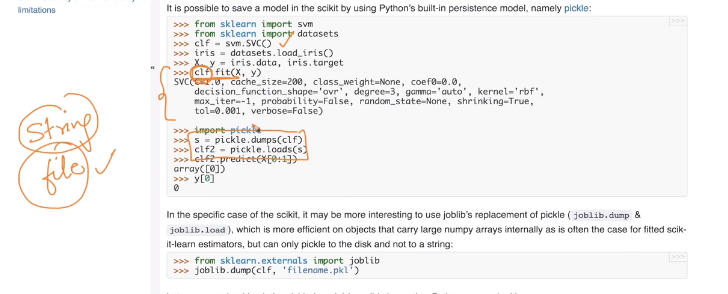 limitations
It is possible to save a model in the scikit by using Python's built-in persistence model, namely pickle:
>>>
>>> from sklearn import svm
>>> from sklearn import datasets
>>> clf = svm.SVC()
>>> iris = datasets.load_iris()
>>> X, y = iris.data, iris.target
>>> clf.fit(X, y)
SVC(C=1.0, cache_size=200, class_weight=None, coef0=0.0,
decision_function_shape='ovr', degree=3, gamma='auto', kernel='rbf',
max_iter=-1, probability=False, random_state=None, shrinking=True,
tol=0.001, verbose=False)
>>> import pickle
>>> s = pickle.dumps(clf)
>>> clf2 = pickle.loads(s)
>>> clf2.predict(X[0:1])
array([0])
>>> y[0]
0
«
string
file
In the specific case of the scikit, it may be more interesting to use joblib's replacement of pickle ( joblib.dump &
joblib.load ), which is more efficient on objects that carry large numpy arrays internally as is often the case for fitted scik-
it-learn estimators, but can only pickle to the disk and not to a string:
>>>
>>> from sklearn.externals import joblib
>>> joblib.dump(clf, 'filename.pkl')